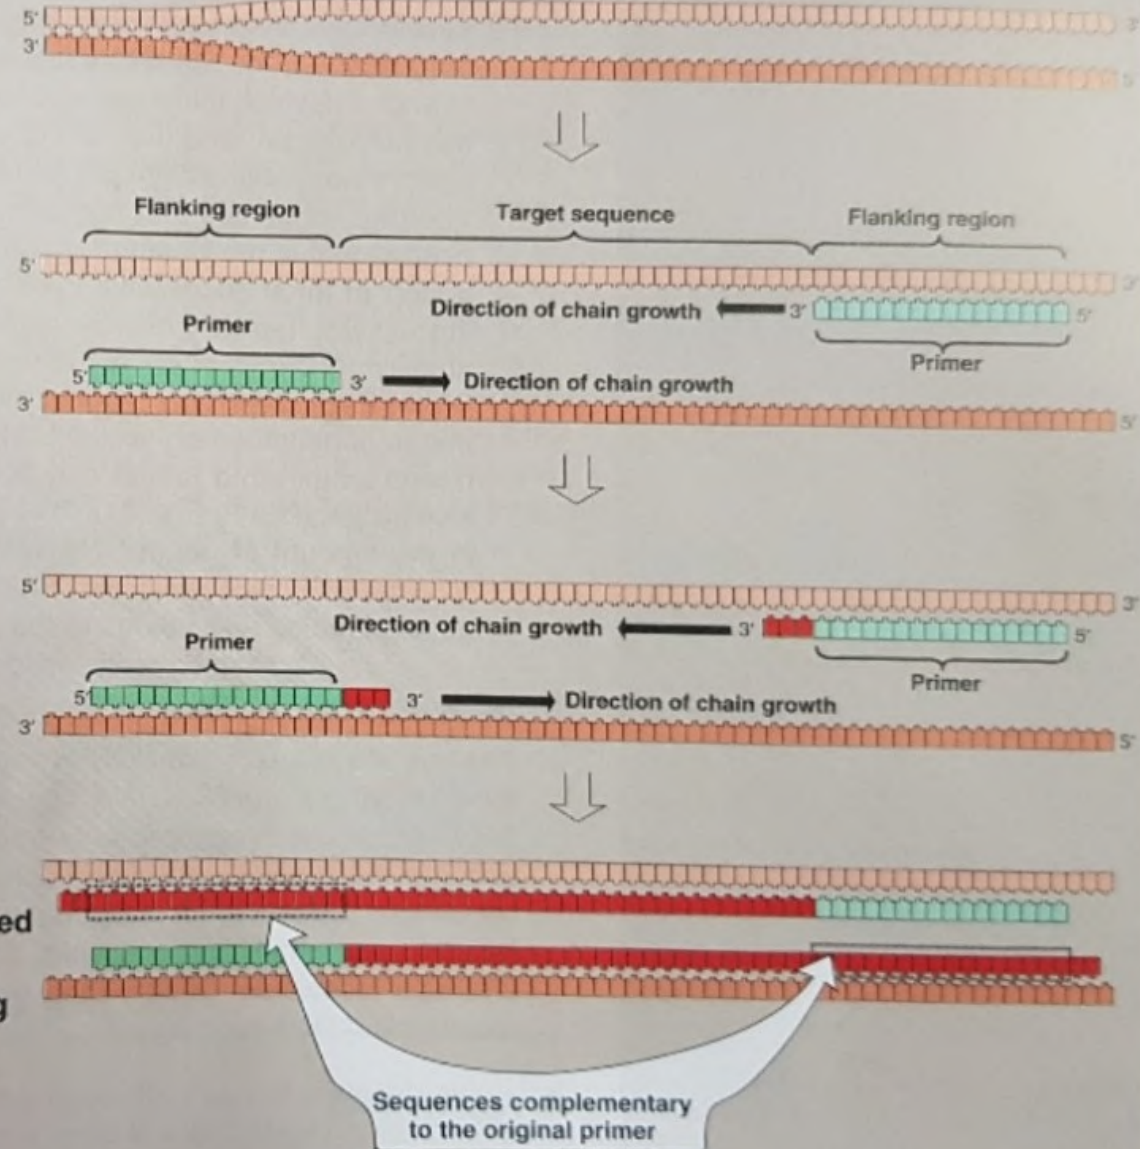 5' 3'
3' 5'
Flanking region Target sequence Flanking region
5' 3'
Direction of chain growth 3' 5'
Primer
Primer
5' 3' Direction of chain growth
3' 5'
5' 3'
Direction of chain growth 3' 5'
Primer
Primer
5' 3' Direction of chain growth
3' 5'
ed
g
Sequences complementary
to the original primer